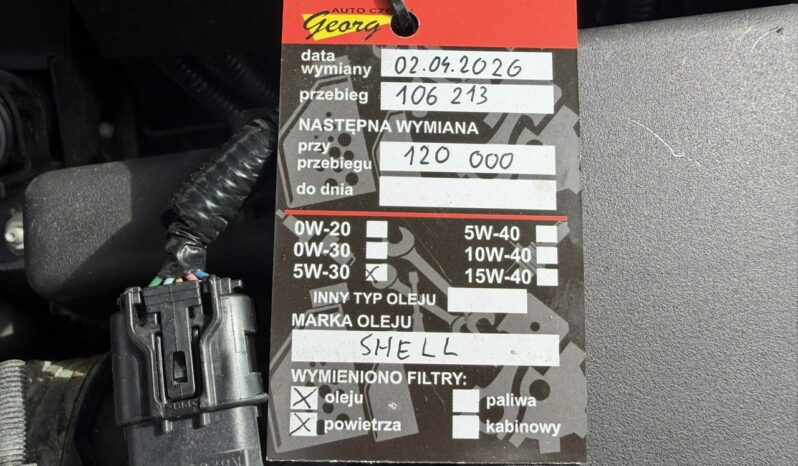 AUTO CZĘŚCI
Georg
data wymiany 02.04.2026
przebieg 106 213
NASTĘPNA WYMIANA
przy przebiegu 120 000
do dnia
0W-20 5W-40
0W-30 10W-40
5W-30 X 15W-40
INNY TYP OLEJU
MARKA OLEJU
SHELL
WYMIENIONO FILTRY:
X oleju paliwa
X powietrza kabinowy